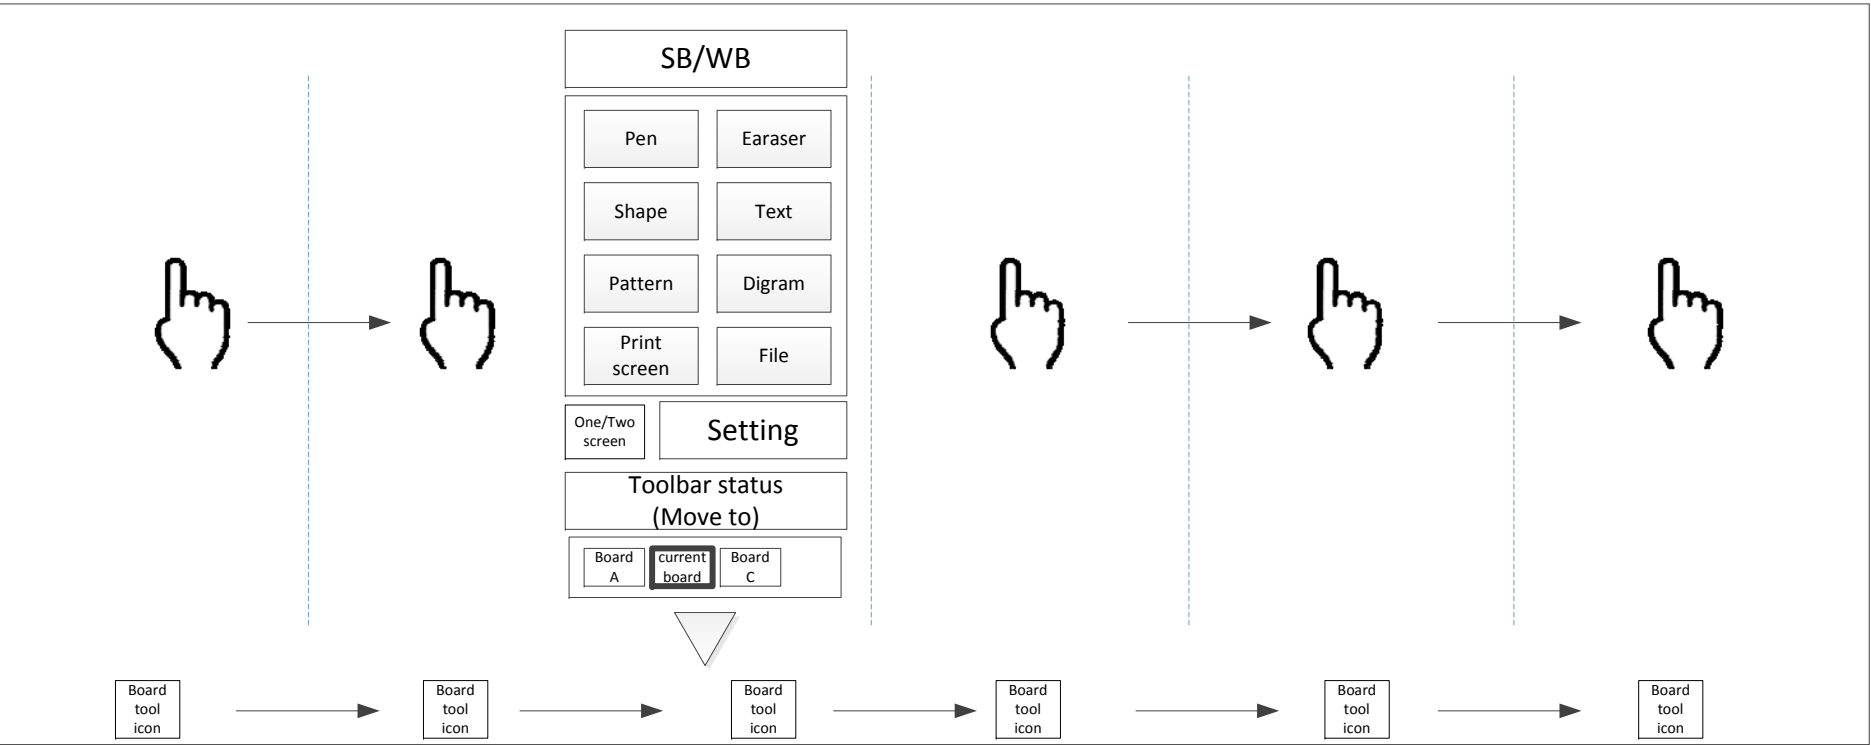 SB/WB
Pen
Earaser
Shape
Text
Pattern
Digram
Print
screen
File
One/Two
screen
Setting
Toolbar status
(Move to)
Board
A
current
board
Board
C
Board
tool
icon
Board
tool
icon
Board
tool
icon
Board
tool
icon
Board
tool
icon
Board
tool
icon